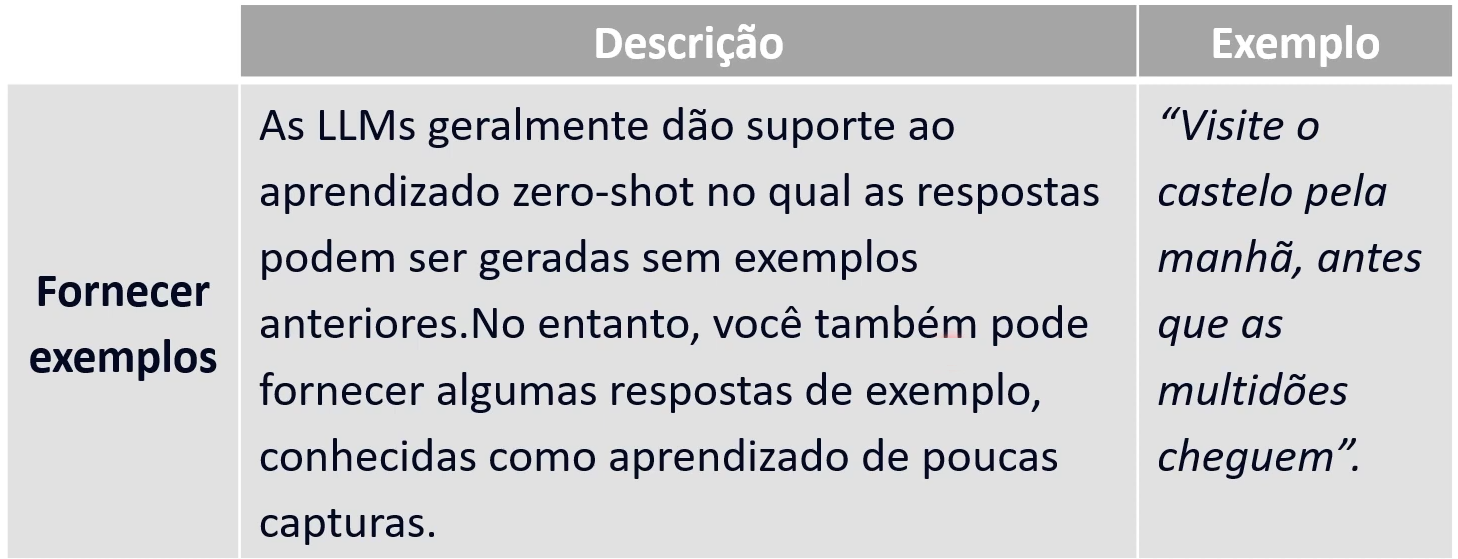 Descrição
Exemplo
Fornecer
exemplos
As LLMs geralmente dão suporte ao
aprendizado zero-shot no qual as respostas
podem ser geradas sem exemplos
anteriores.No entanto, você também pode
fornecer algumas respostas de exemplo,
conhecidas como aprendizado de poucas
capturas.
“Visite o
castelo pela
manhã, antes
que as
multidões
cheguem”.